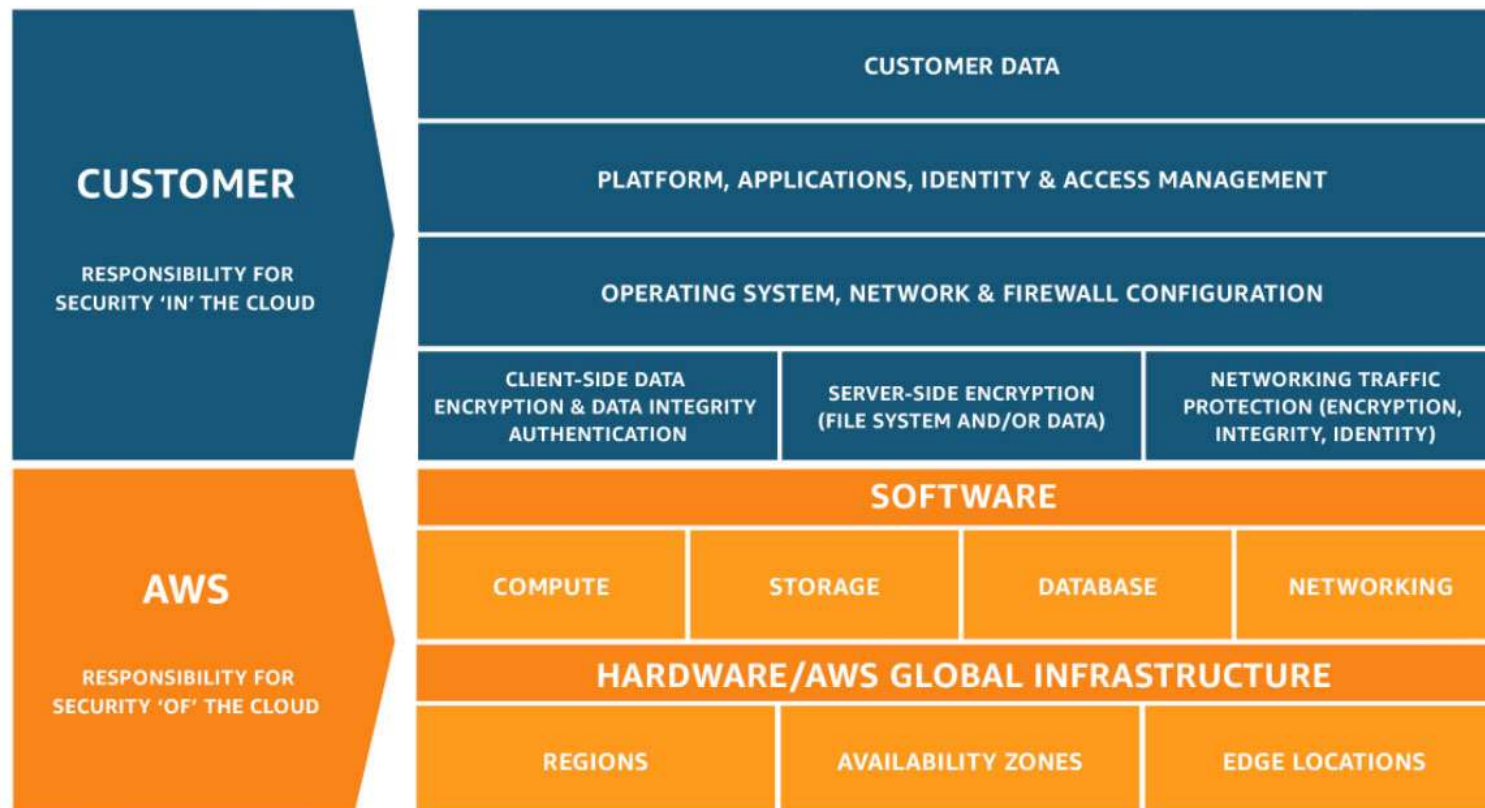 CUSTOMER
RESPONSIBILITY FOR
SECURITY ‘IN’ THE CLOUD
CUSTOMER DATA
PLATFORM, APPLICATIONS, IDENTITY & ACCESS MANAGEMENT
OPERATING SYSTEM, NETWORK & FIREWALL CONFIGURATION
CLIENT-SIDE DATA
ENCRYPTION & DATA INTEGRITY
AUTHENTICATION
SERVER-SIDE ENCRYPTION
(FILE SYSTEM AND/OR DATA)
NETWORKING TRAFFIC
PROTECTION (ENCRYPTION,
INTEGRITY, IDENTITY)
AWS
RESPONSIBILITY FOR
SECURITY ‘OF’ THE CLOUD
SOFTWARE
COMPUTE
STORAGE
DATABASE
NETWORKING
HARDWARE/AWS GLOBAL INFRASTRUCTURE
REGIONS
AVAILABILITY ZONES
EDGE LOCATIONS